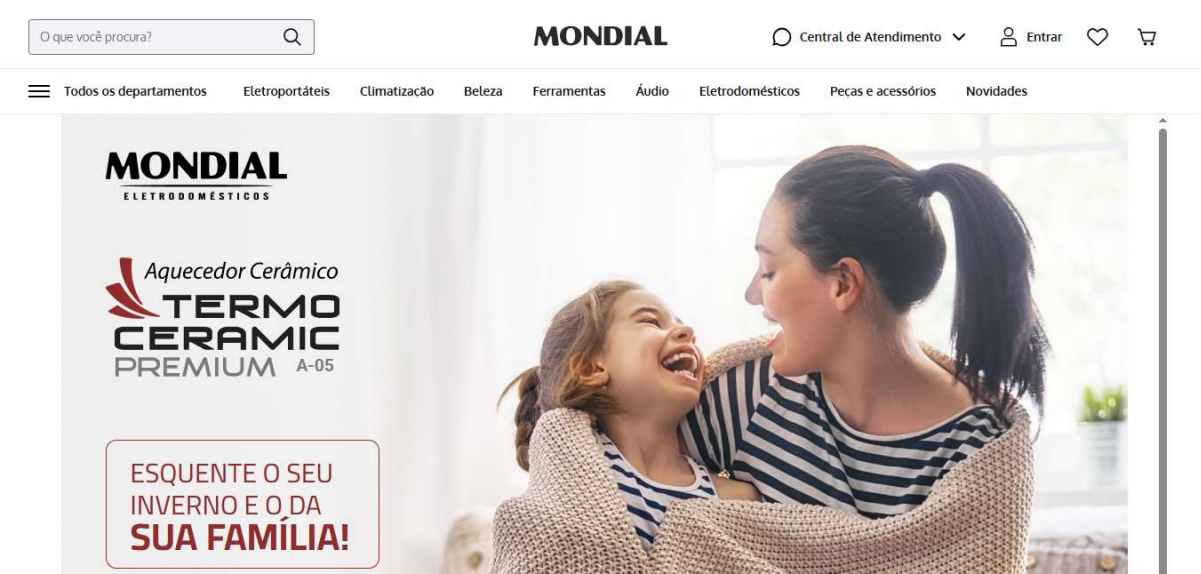 O que você procura?
MONDIAL
Central de Atendimento
Entrar
Todos os departamentos
Eletroportáteis
Climatização
Beleza
Ferramentas
Áudio
Eletrodomésticos
Peças e acessórios
Novidades
MONDIAL
ELETRODOMÉSTICOS
Aquecedor Cerâmico
TERMO
CERAMIC
PREMIUM A-05
ESQUENTE O SEU
INVERNO E O DA
SUA FAMÍLIA!